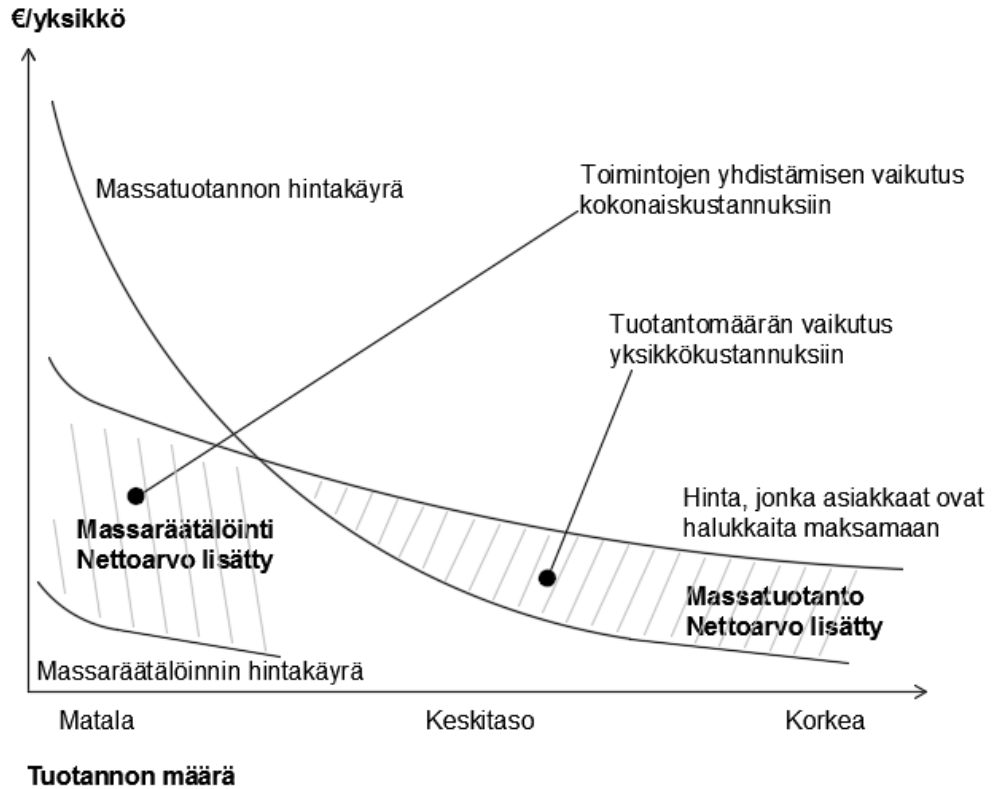 €/yksikkö
Massatuotannon hintakäyrä
Toimintojen yhdistämisen vaikutus
kokonaiskustannuksiin
Tuotantomäärän vaikutus
yksikkökustannuksiin
Hinta, jonka asiakkaat ovat
halukkaita maksamaan
Massaräätälöinti
Nettoarvo lisätty
Massatuotanto
Nettoarvo lisätty
Massaräätälöinnin hintakäyrä
Matala
Keskitaso
Korkea
Tuotannon määrä